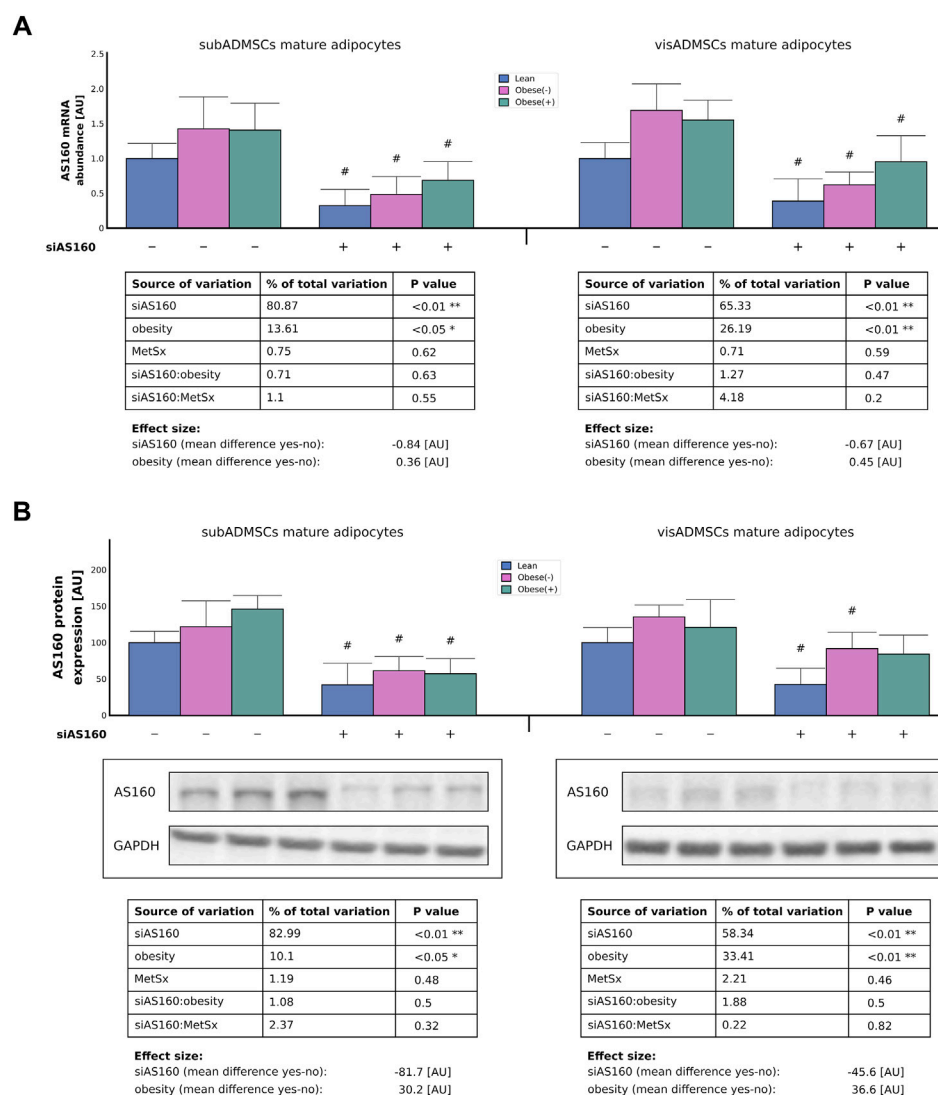 A
subADMSCs mature adipocytes
visADMSCs mature adipocytes
AS160 mRNA
abundance [AU]
2.5
2.0
1.5
1.0
0.5
0
Lean
Obese(-)
Obese(+)
# # # # # #
siAS160 − − − + + + − − − + + +
Source of variation % of total variation P value
siAS160 80.87 <0.01 **
obesity 13.61 <0.05 *
MetSx 0.75 0.62
siAS160:obesity 0.71 0.63
siAS160:MetSx 1.1 0.55
Effect size:
siAS160 (mean difference yes-no): -0.84 [AU]
obesity (mean difference yes-no): 0.36 [AU]
Source of variation % of total variation P value
siAS160 65.33 <0.01 **
obesity 26.19 <0.01 **
MetSx 0.71 0.59
siAS160:obesity 1.27 0.47
siAS160:MetSx 4.18 0.2
Effect size:
siAS160 (mean difference yes-no): -0.67 [AU]
obesity (mean difference yes-no): 0.45 [AU]
B
subADMSCs mature adipocytes
visADMSCs mature adipocytes
AS160 protein
expression [AU]
200
150
100
50
0
Lean
Obese(-)
Obese(+)
# # # # #
siAS160 − − − + + + − − − + + +
AS160
GAPDH
AS160
GAPDH
Source of variation % of total variation P value
siAS160 82.99 <0.01 **
obesity 10.1 <0.05 *
MetSx 1.19 0.48
siAS160:obesity 1.08 0.5
siAS160:MetSx 2.37 0.32
Effect size:
siAS160 (mean difference yes-no): -81.7 [AU]
obesity (mean difference yes-no): 30.2 [AU]
Source of variation % of total variation P value
siAS160 58.34 <0.01 **
obesity 33.41 <0.01 **
MetSx 2.21 0.46
siAS160:obesity 1.88 0.5
siAS160:MetSx 0.22 0.82
Effect size:
siAS160 (mean difference yes-no): -45.6 [AU]
obesity (mean difference yes-no): 36.6 [AU]